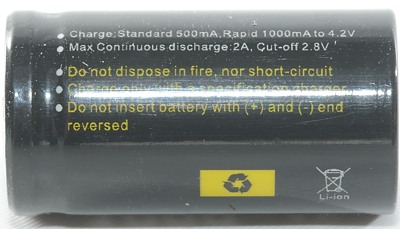 • Charge: Standard 500mA, Rapid 1000mA to 4.2V
• Max Continuous discharge: 2A, Cut-off 2.8V
• Do not dispose in fire, nor short-circuit
• Charge only with a specification charger
• Do not insert battery with (+) and (-) end
reversed
Li-ion